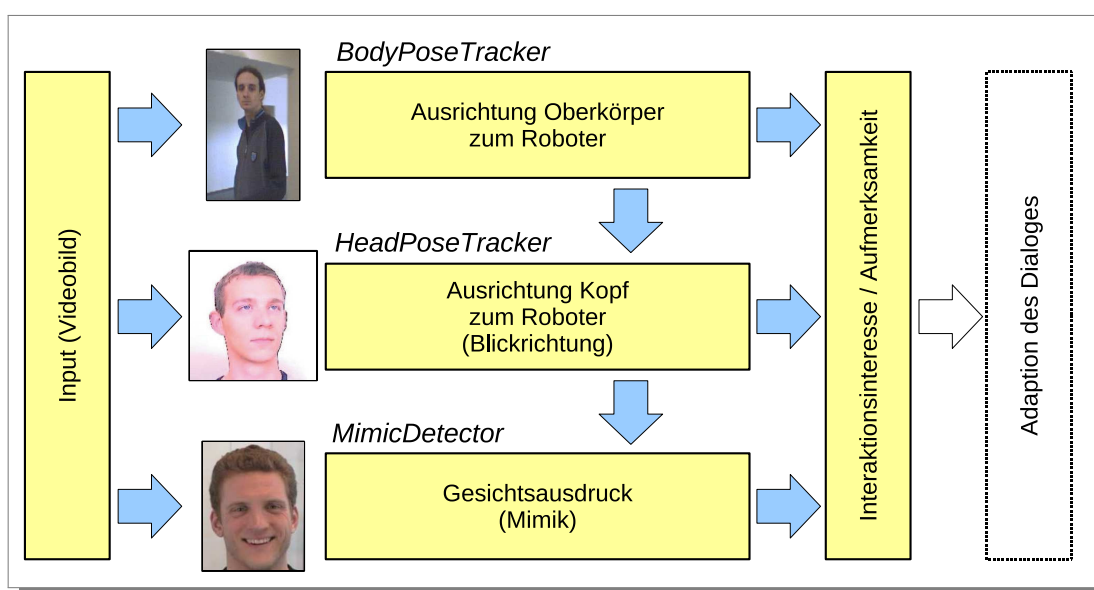 Input (Videobild)
BodyPoseTracker
Ausrichtung Oberkörper
zum Roboter
HeadPoseTracker
Ausrichtung Kopf
zum Roboter
(Blickrichtung)
MimicDetector
Gesichtsausdruck
(Mimik)
Interaktionsinteresse / Aufmerksamkeit
Adaption des Dialoges